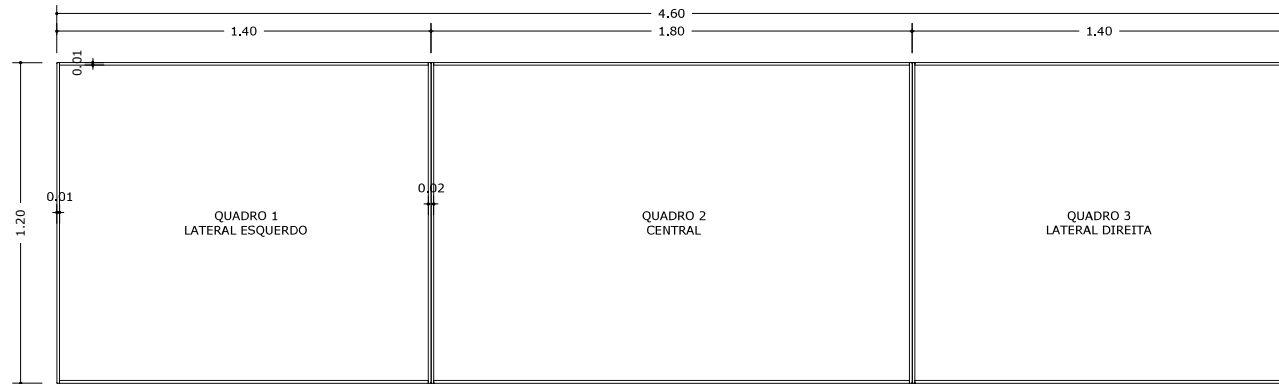 4.60
1.40
1.80
1.40
0.01
0.01
0.02
1.20
QUADRO 1
LATERAL ESQUERDO
QUADRO 2
CENTRAL
QUADRO 3
LATERAL DIREITA